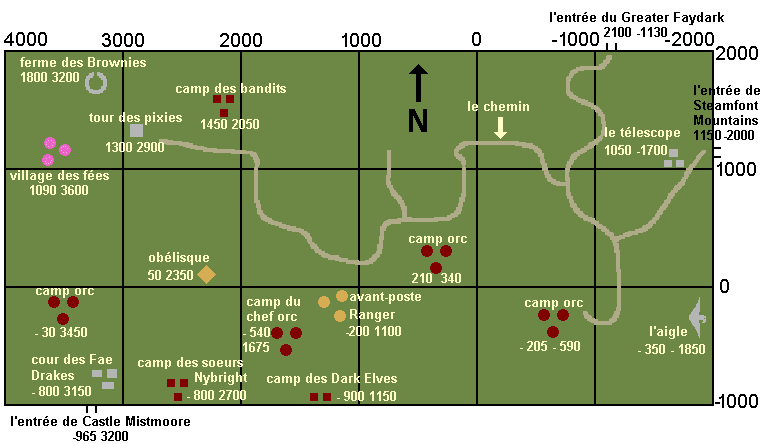 l'entrée du Greater Faydark
2100 -1130
4000 3000 2000 1000 0 -1000 -2000
2000
ferme des Brownies
1800 3200
camp des bandits
1450 2050
tour des pixies
1300 2900
N
le chemin
l'entrée de
Steamfont
Mountains
1150 -2000
le télescope
1050 -1700
1000
village des fées
1090 3600
camp orc
210 340
obélisque
50 2350
0
camp orc
- 30 3450
camp du
chef orc
- 540
1675
avant-poste
Ranger
-200 1100
camp orc
- 205 - 590
l'aigle
- 350 - 1850
cour des Fae
Drakes
- 800 3150
camp des soeurs
Nybright
- 800 2700
camp des Dark Elves
- 900 1150
-1000
l'entrée de Castle Mistmoore
-965 3200